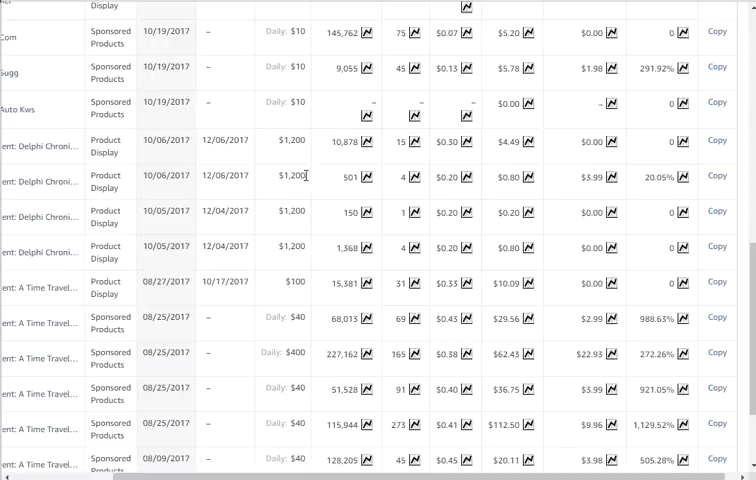 Display
Com Sponsored Products 10/19/2017 – Daily: $10 145,762 75 $0.07 $5.20 $0.00 0 Copy
Sugg Sponsored Products 10/19/2017 – Daily: $10 9,055 45 $0.13 $5.78 $1.98 291.92% Copy
Auto Kws Sponsored Products 10/19/2017 – Daily: $10 – – – $0.00 – 0 Copy
ent: Delphi Chroni... Product Display 10/06/2017 12/06/2017 $1,200 10,878 15 $0.30 $4.49 $0.00 0 Copy
ent: Delphi Chroni... Product Display 10/06/2017 12/06/2017 $1,200 501 4 $0.20 $0.80 $3.99 20.05% Copy
ent: Delphi Chroni... Product Display 10/05/2017 12/04/2017 $1,200 150 1 $0.20 $0.20 $0.00 0 Copy
ent: Delphi Chroni... Product Display 10/05/2017 12/04/2017 $1,200 1,368 4 $0.20 $0.80 $0.00 0 Copy
ent: A Time Travel... Product Display 08/27/2017 10/17/2017 $100 15,381 31 $0.33 $10.09 $0.00 0 Copy
ent: A Time Travel... Sponsored Products 08/25/2017 – Daily: $40 68,013 69 $0.43 $29.56 $2.99 988.63% Copy
ent: A Time Travel... Sponsored Products 08/25/2017 – Daily: $400 227,162 165 $0.38 $62.43 $22.93 272.26% Copy
ent: A Time Travel... Sponsored Products 08/25/2017 – Daily: $40 51,528 91 $0.40 $36.75 $3.99 921.05% Copy
ent: A Time Travel... Sponsored Products 08/25/2017 – Daily: $40 115,944 273 $0.41 $112.50 $9.96 1,129.52% Copy
ent: A Time Travel... Sponsored Products 08/09/2017 – Daily: $40 128,205 45 $0.45 $20.11 $3.98 505.28% Copy